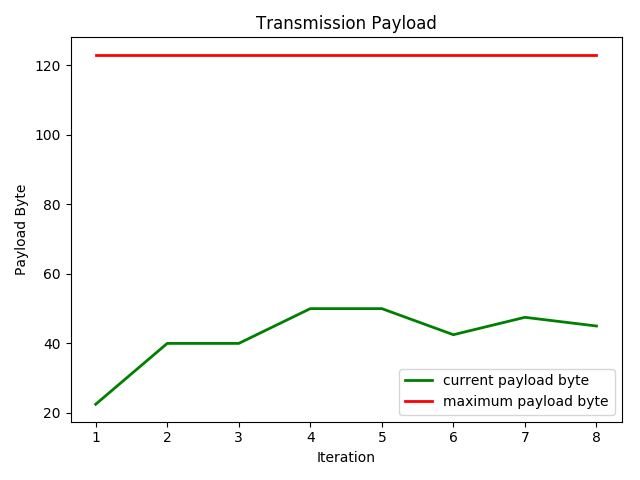 Transmission Payload
120
100
80
60
40
20
Payload Byte
current payload byte
maximum payload byte
1 2 3 4 5 6 7 8
Iteration